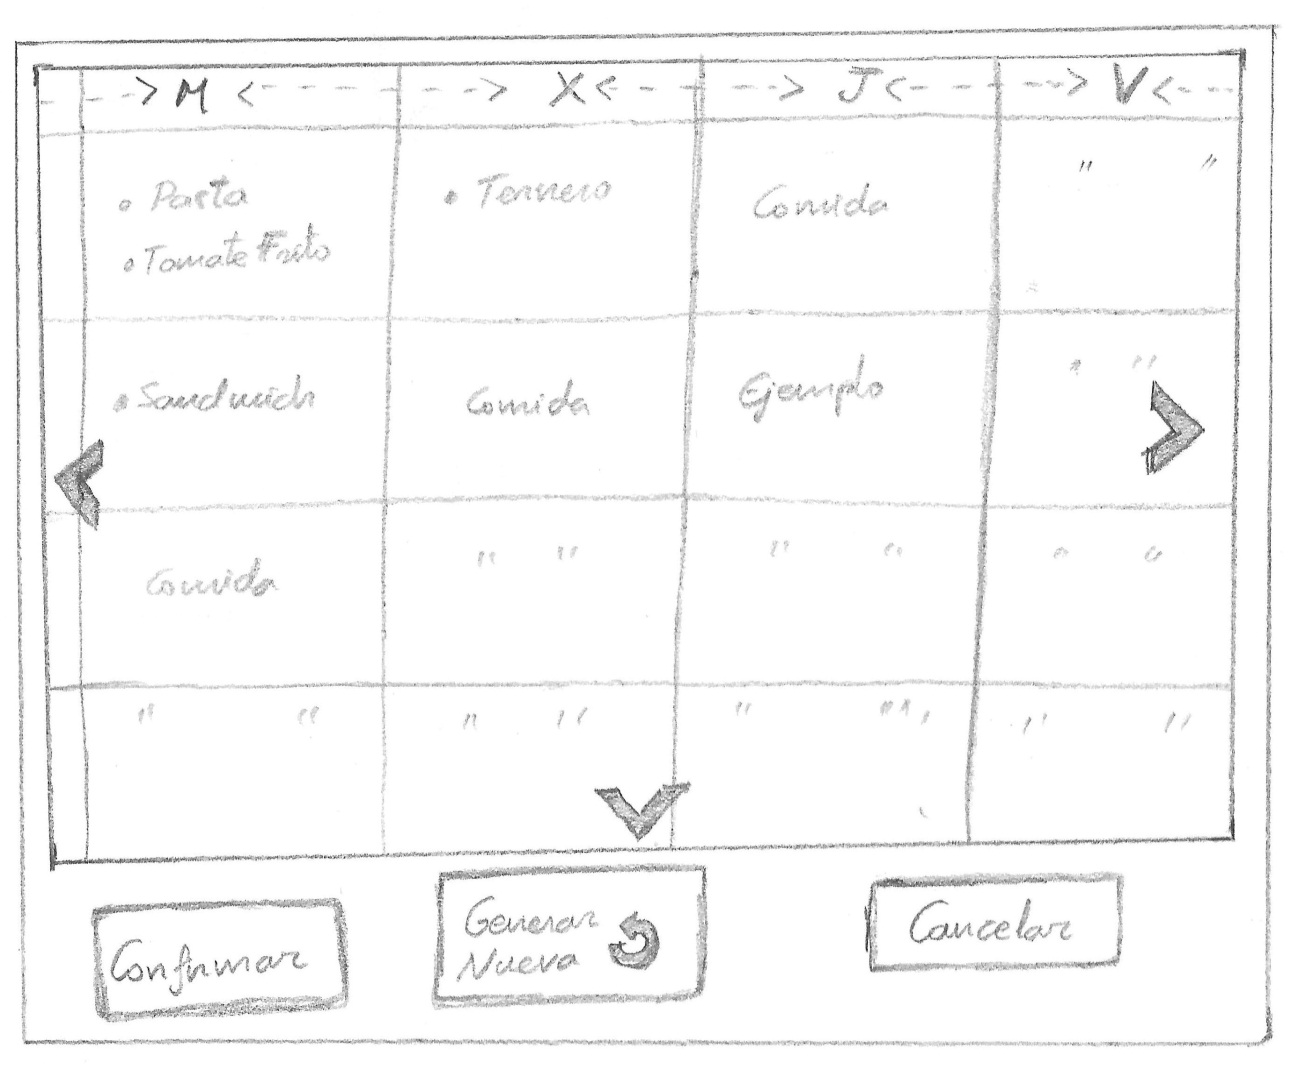 --> M <---- --> X <-- --> J <--- --> V <---
• Pasta
• Tomate Frito
• Ternero
Comida
" "
• Sandwich
Comida
Ejemplo
" "
Comida
" "
" "
" "
" "
" "
" "
" "
Confirmar
Generar
Nueva
Cancelar